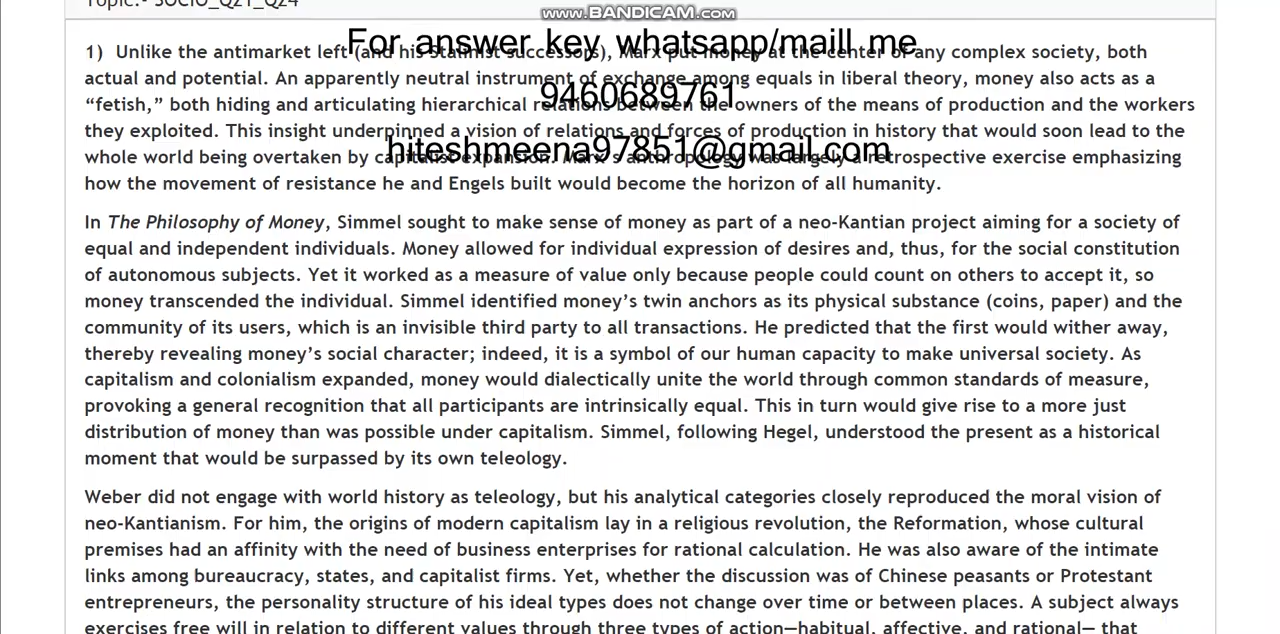 Topic:- SOCIO_Q21_Q24
www.BANDICAM.com
For answer key whatsapp/maill me
9460689761
hiteshmeena97851@gmail.com
1) Unlike the antimarket left (and his Stalinist successors), Marx put money at the center of any complex society, both
actual and potential. An apparently neutral instrument of exchange among equals in liberal theory, money also acts as a
“fetish,” both hiding and articulating hierarchical relations between the owners of the means of production and the workers
they exploited. This insight underpinned a vision of relations and forces of production in history that would soon lead to the
whole world being overtaken by capitalist expansion. Marx’s anthropology was largely a retrospective exercise emphasizing
how the movement of resistance he and Engels built would become the horizon of all humanity.
In The Philosophy of Money, Simmel sought to make sense of money as part of a neo-Kantian project aiming for a society of
equal and independent individuals. Money allowed for individual expression of desires and, thus, for the social constitution
of autonomous subjects. Yet it worked as a measure of value only because people could count on others to accept it, so
money transcended the individual. Simmel identified money’s twin anchors as its physical substance (coins, paper) and the
community of its users, which is an invisible third party to all transactions. He predicted that the first would wither away,
thereby revealing money’s social character; indeed, it is a symbol of our human capacity to make universal society. As
capitalism and colonialism expanded, money would dialectically unite the world through common standards of measure,
provoking a general recognition that all participants are intrinsically equal. This in turn would give rise to a more just
distribution of money than was possible under capitalism. Simmel, following Hegel, understood the present as a historical
moment that would be surpassed by its own teleology.
Weber did not engage with world history as teleology, but his analytical categories closely reproduced the moral vision of
neo-Kantianism. For him, the origins of modern capitalism lay in a religious revolution, the Reformation, whose cultural
premises had an affinity with the need of business enterprises for rational calculation. He was also aware of the intimate
links among bureaucracy, states, and capitalist firms. Yet, whether the discussion was of Chinese peasants or Protestant
entrepreneurs, the personality structure of his ideal types does not change over time or between places. A subject always
exercises free will in relation to different values through three types of action—habitual, affective, and rational— that